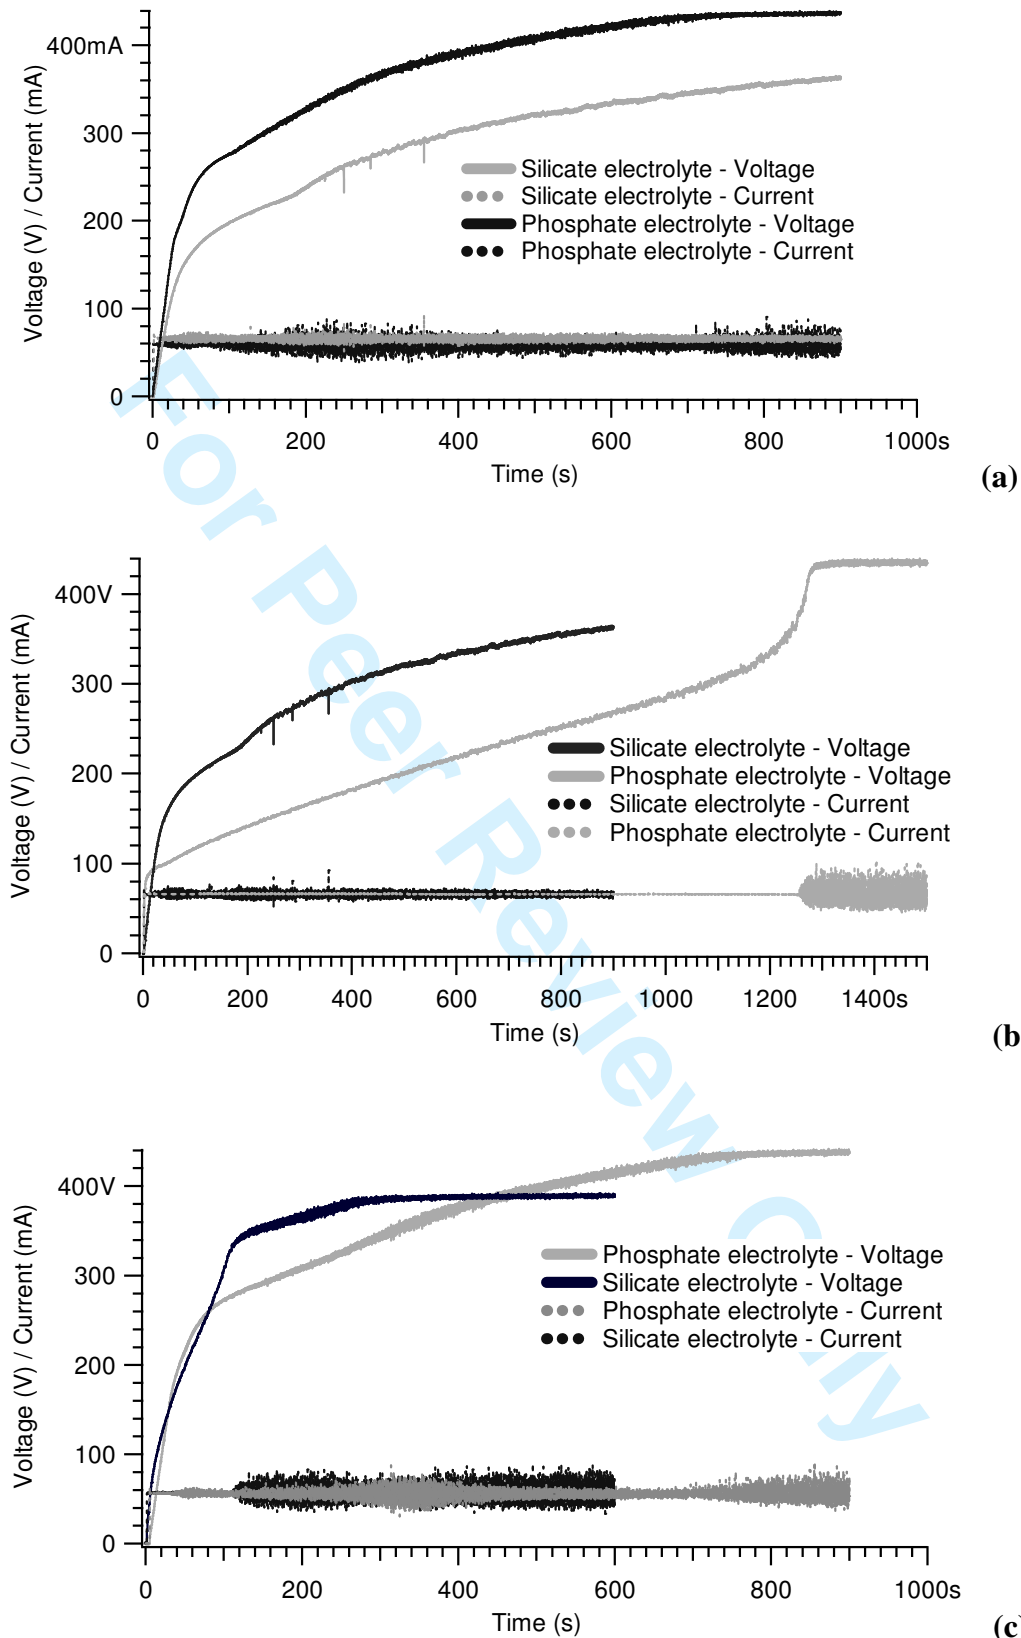 400mA
300
200
100
0
Voltage (V) / Current (mA)
Silicate electrolyte - Voltage
Silicate electrolyte - Current
Phosphate electrolyte - Voltage
Phosphate electrolyte - Current
0 200 400 600 800 1000s
Time (s)
(a)
400V
300
200
100
0
Voltage (V) / Current (mA)
Silicate electrolyte - Voltage
Phosphate electrolyte - Voltage
Silicate electrolyte - Current
Phosphate electrolyte - Current
0 200 400 600 800 1000 1200 1400s
Time (s)
(b
400V
300
200
100
0
Voltage (V) / Current (mA)
Phosphate electrolyte - Voltage
Silicate electrolyte - Voltage
Phosphate electrolyte - Current
Silicate electrolyte - Current
0 200 400 600 800 1000s
Time (s)
(c)
For Peer Review Only